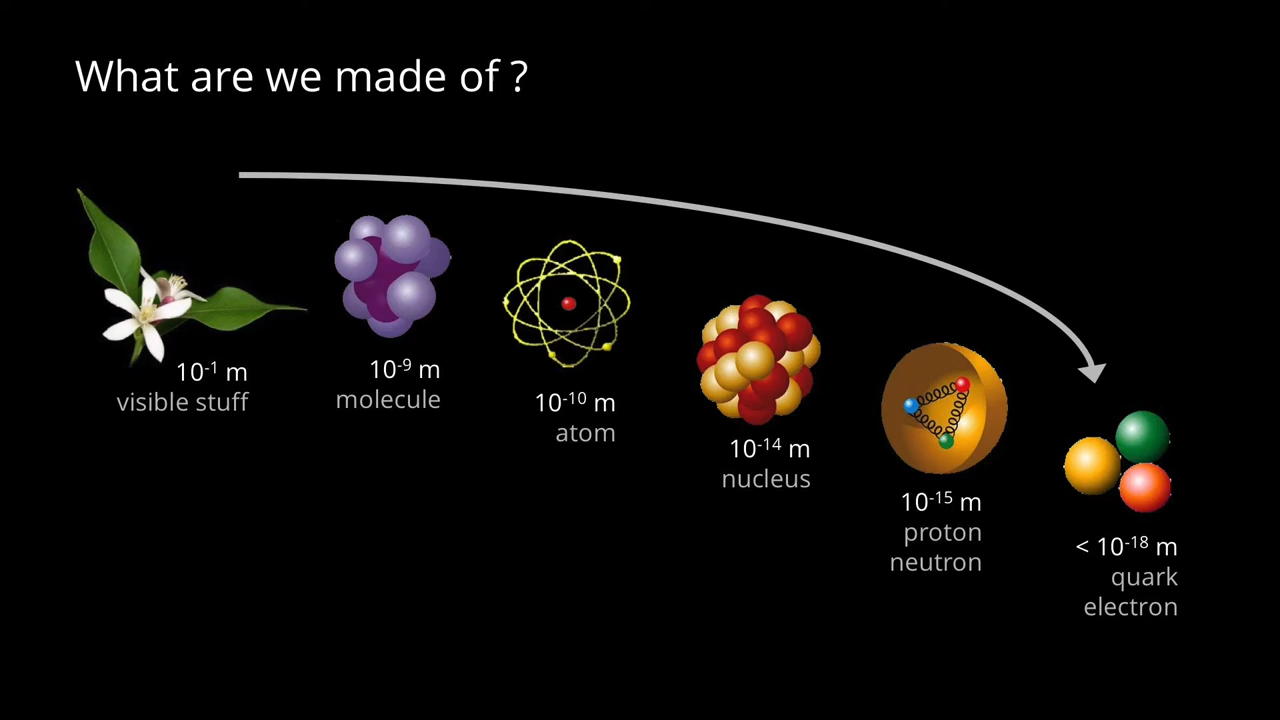 What are we made of ?
10⁻¹ m
visible stuff
10⁻⁹ m
molecule
10⁻¹⁰ m
atom
10⁻¹⁴ m
nucleus
10⁻¹⁵ m
proton
neutron
< 10⁻¹⁸ m
quark
electron